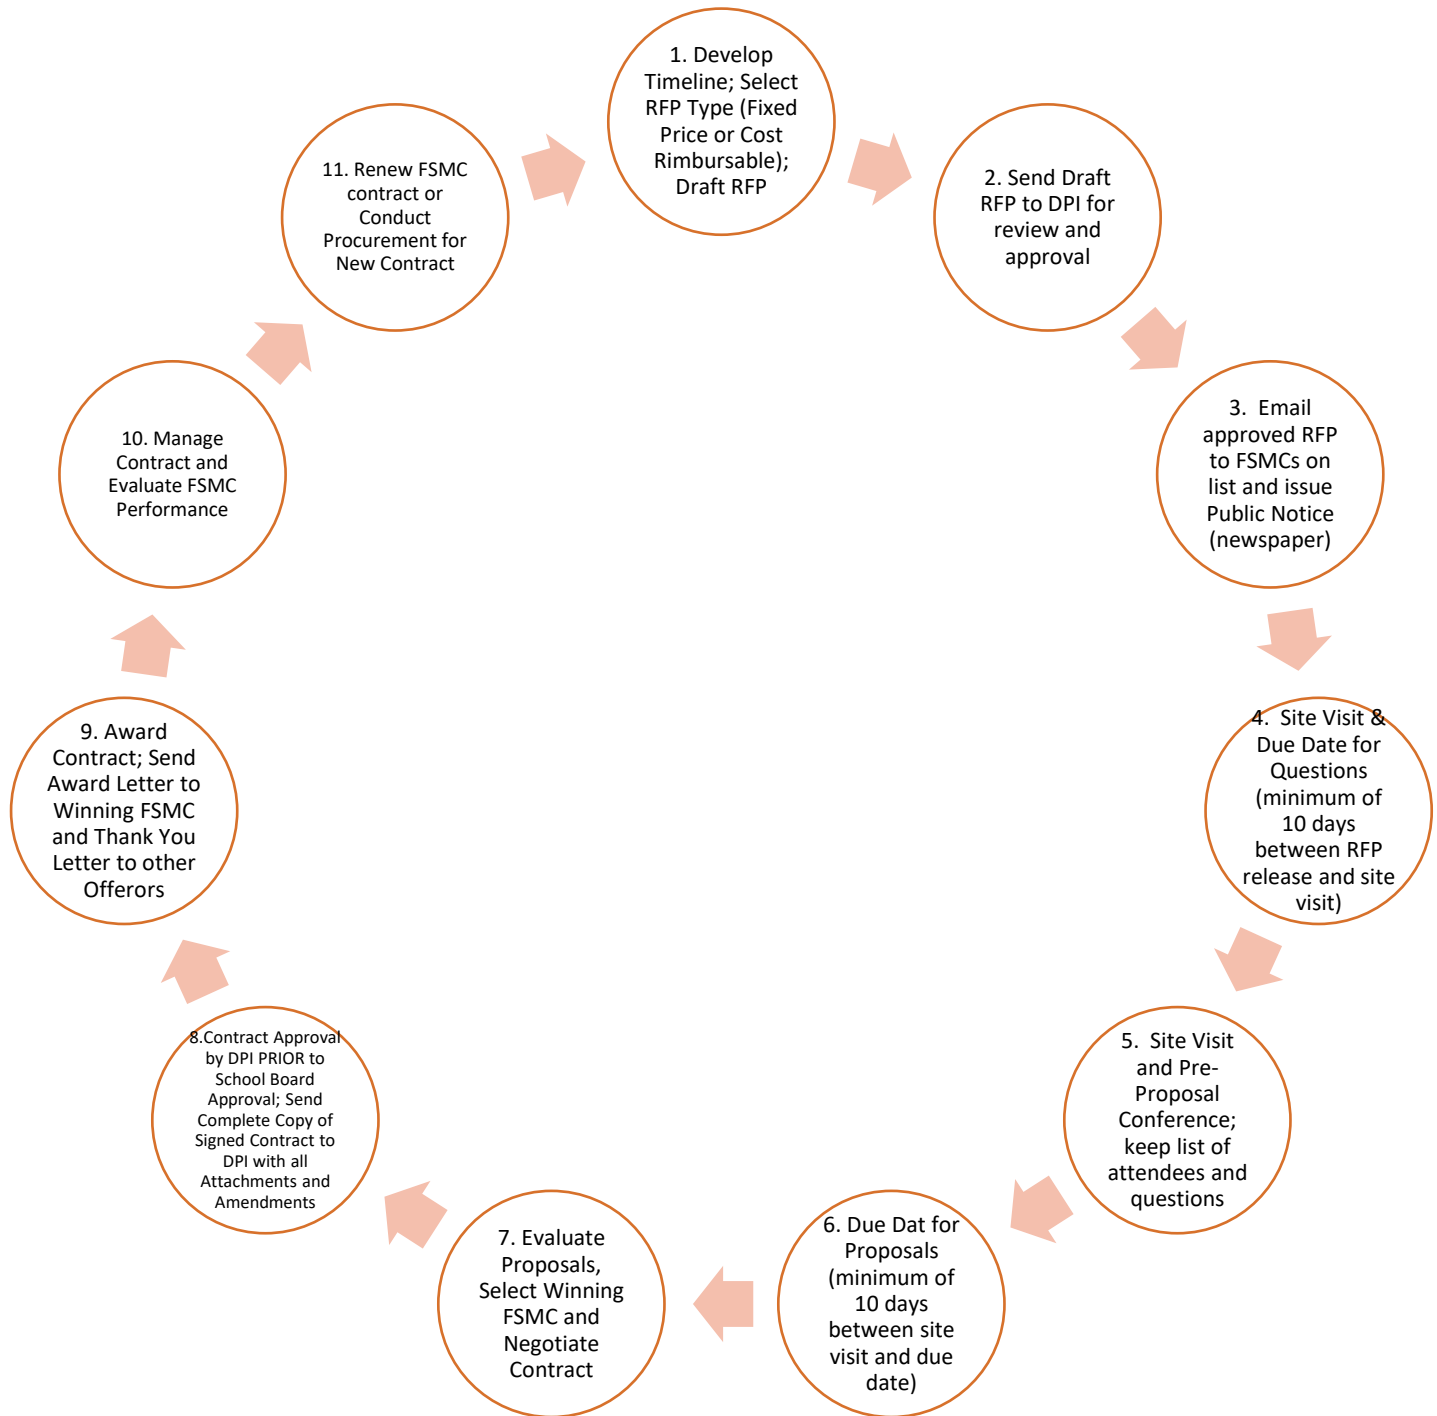 1. Develop
Timeline; Select
RFP Type (Fixed
Price or Cost
Rimbursable);
Draft RFP
2. Send Draft
RFP to DPI for
review and
approval
3. Email
approved RFP
to FSMCs on
list and issue
Public Notice
(newspaper)
4. Site Visit &
Due Date for
Questions
(minimum of
10 days
between RFP
release and site
visit)
5. Site Visit
and Pre-
Proposal
Conference;
keep list of
attendees and
questions
6. Due Dat for
Proposals
(minimum of
10 days
between site
visit and due
date)
7. Evaluate
Proposals,
Select Winning
FSMC and
Negotiate
Contract
8.Contract Approval
by DPI PRIOR to
School Board
Approval; Send
Complete Copy of
Signed Contract to
DPI with all
Attachments and
Amendments
9. Award
Contract; Send
Award Letter to
Winning FSMC
and Thank You
Letter to other
Offerors
10. Manage
Contract and
Evaluate FSMC
Performance
11. Renew FSMC
contract or
Conduct
Procurement for
New Contract